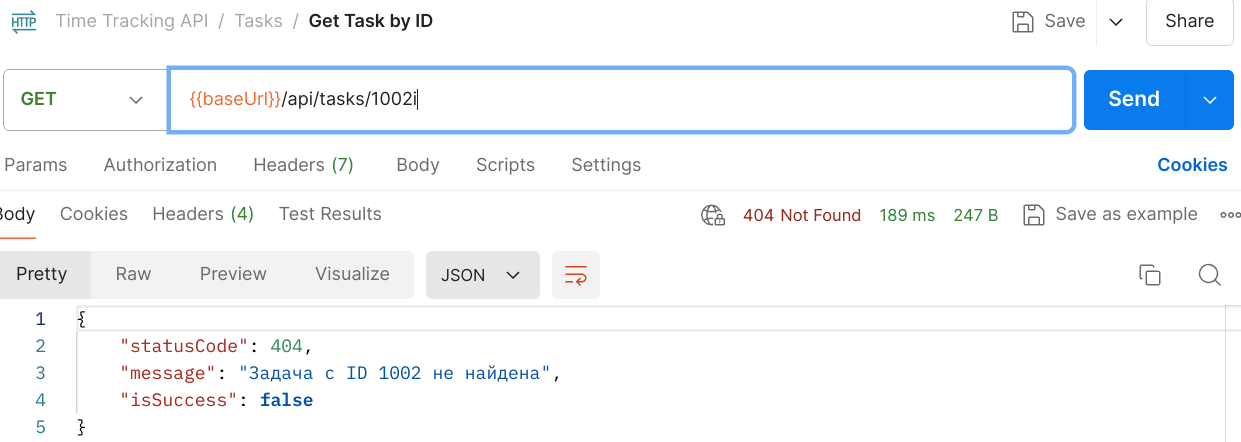 HTTP Time Tracking API / Tasks / Get Task by ID Save Share
GET {{baseUrl}}/api/tasks/1002i Send
Params Authorization Headers (7) Body Scripts Settings Cookies
Body Cookies Headers (4) Test Results 404 Not Found 189 ms 247 B Save as example
Pretty Raw Preview Visualize JSON
1 {
2 "statusCode": 404,
3 "message": "Задача с ID 1002 не найдена",
4 "isSuccess": false
5 }